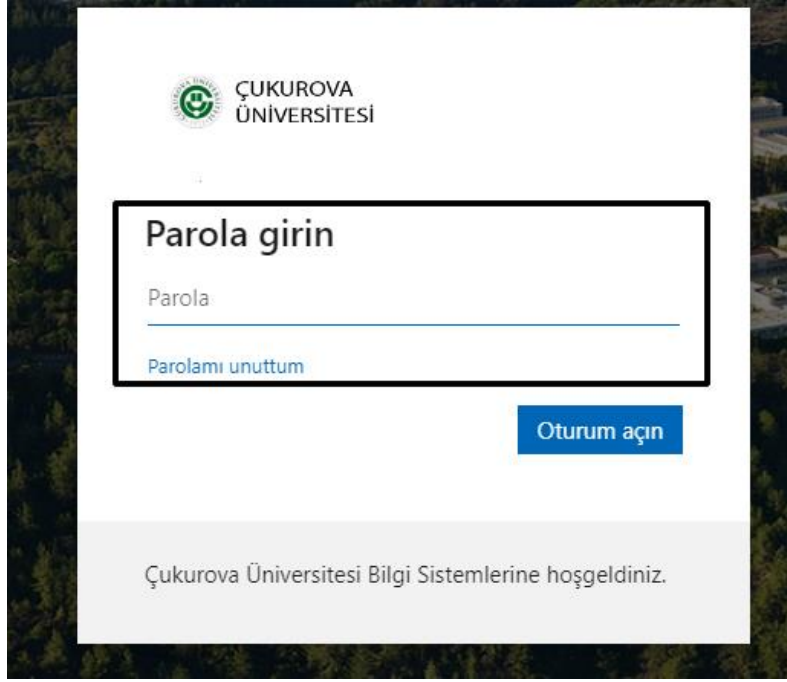 ÇUKUROVA
ÜNİVERSİTESİ
Parola girin
Parola
Parolamı unuttum
Oturum açın
Çukurova Üniversitesi Bilgi Sistemlerine hoşgeldiniz.